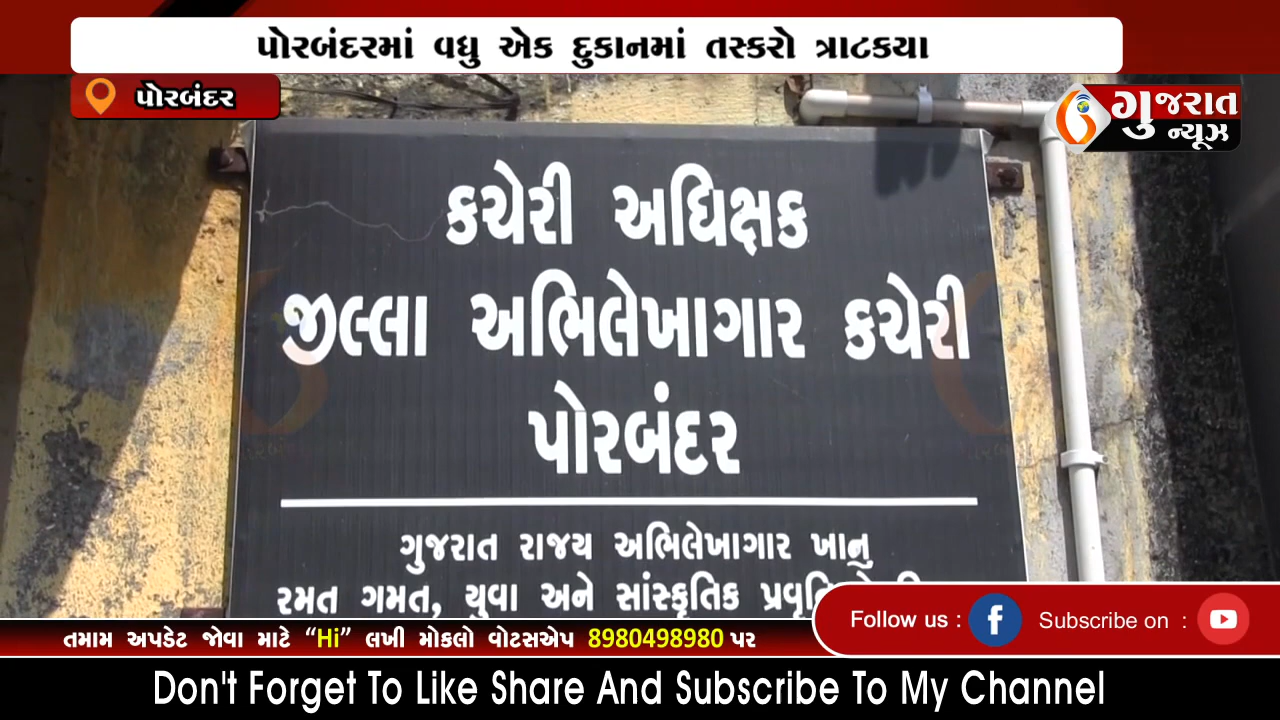 પોરબંદરમાં વધુ એક દુકાનમાં તસ્કરો ત્રાટકયા
પોરબંદર
ગુજરાત
ન્યૂઝ
કચેરી અધિક્ષક
જીલ્લા અભિલેખાગાર કચેરી
પોરબંદર
ગુજરાત રાજય અભિલેખાગાર ખાનુ
રમત ગમત, યુવા અને સાંસ્કૃતિક
તમામ અપડેટ જોવા માટે “Hi” લખી મોકલો વોટસએપ 8980498980 પર
Follow us :
Subscribe on :
Don't Forget To Like Share And Subscribe To My Channel